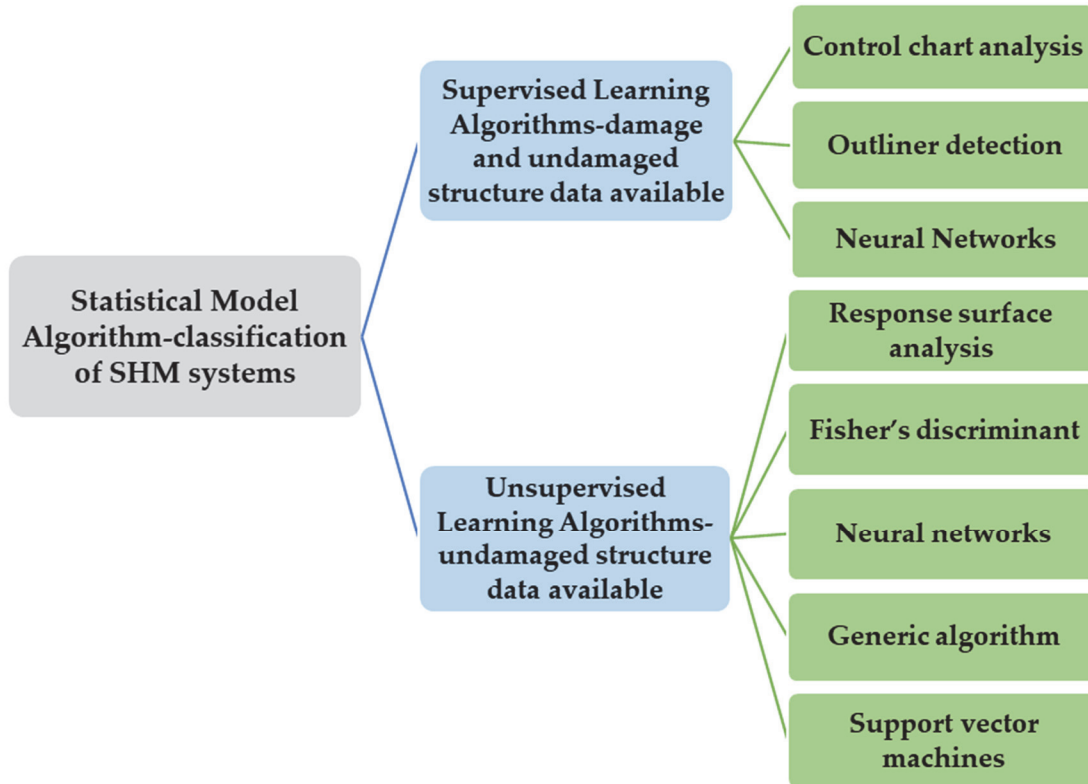 Statistical Model
Algorithm-classification
of SHM systems
Supervised Learning
Algorithms-damage
and undamaged
structure data available
Control chart analysis
Outliner detection
Neural Networks
Unsupervised
Learning Algorithms-
undamaged structure
data available
Response surface
analysis
Fisher’s discriminant
Neural networks
Generic algorithm
Support vector
machines